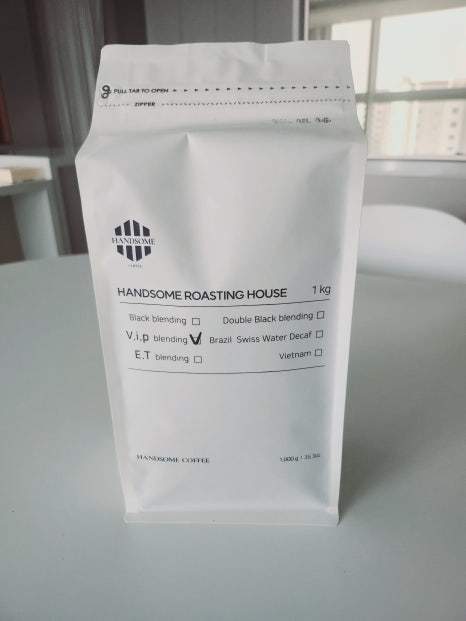 PULL TAB TO OPEN
ZIPPER
HANDSOME
COFFEE
HANDSOME ROASTING HOUSE 1 kg
Black blending □ Double Black blending □
V.i.p blending ☑ Brazil Swiss Water Decaf □
E.T blending □ Vietnam □
HANDSOME COFFEE 1,000 g | 35.3oz